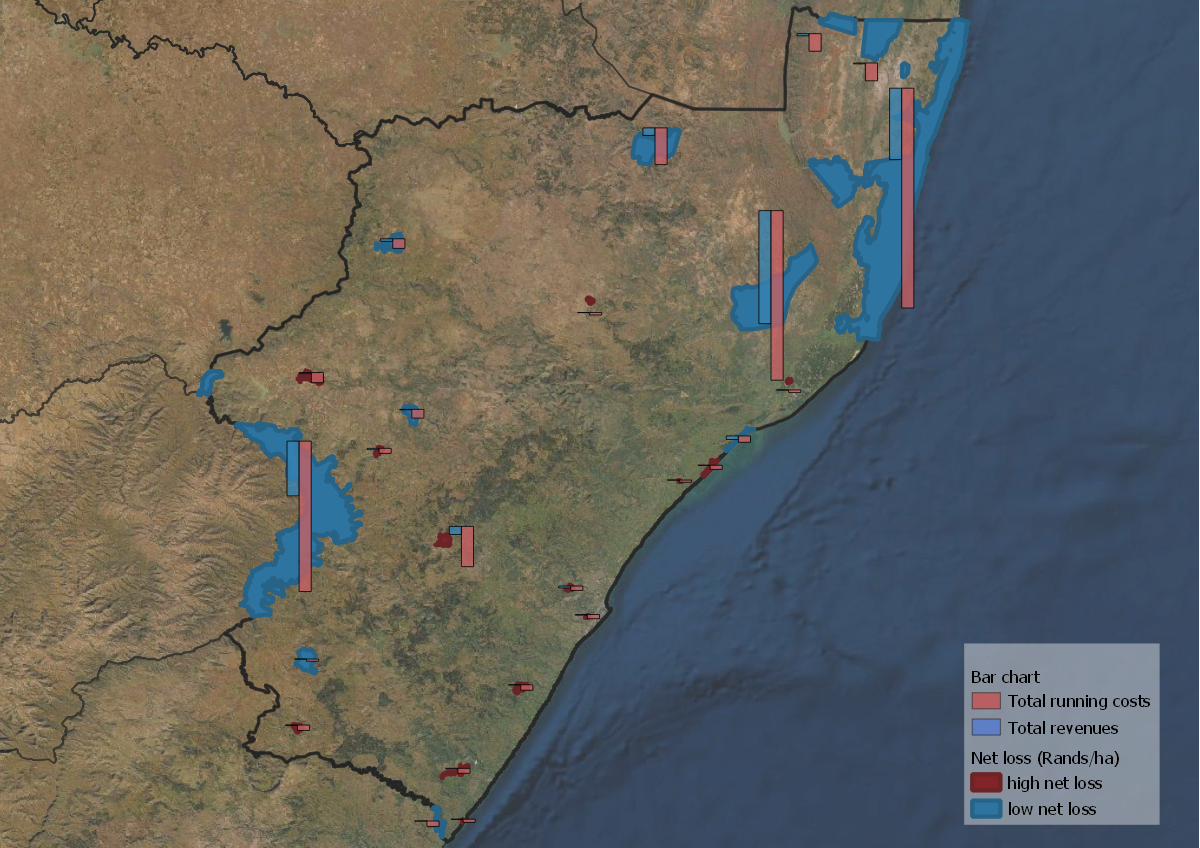 Bar chart
Total running costs
Total revenues
Net loss (Rands/ha)
high net loss
low net loss